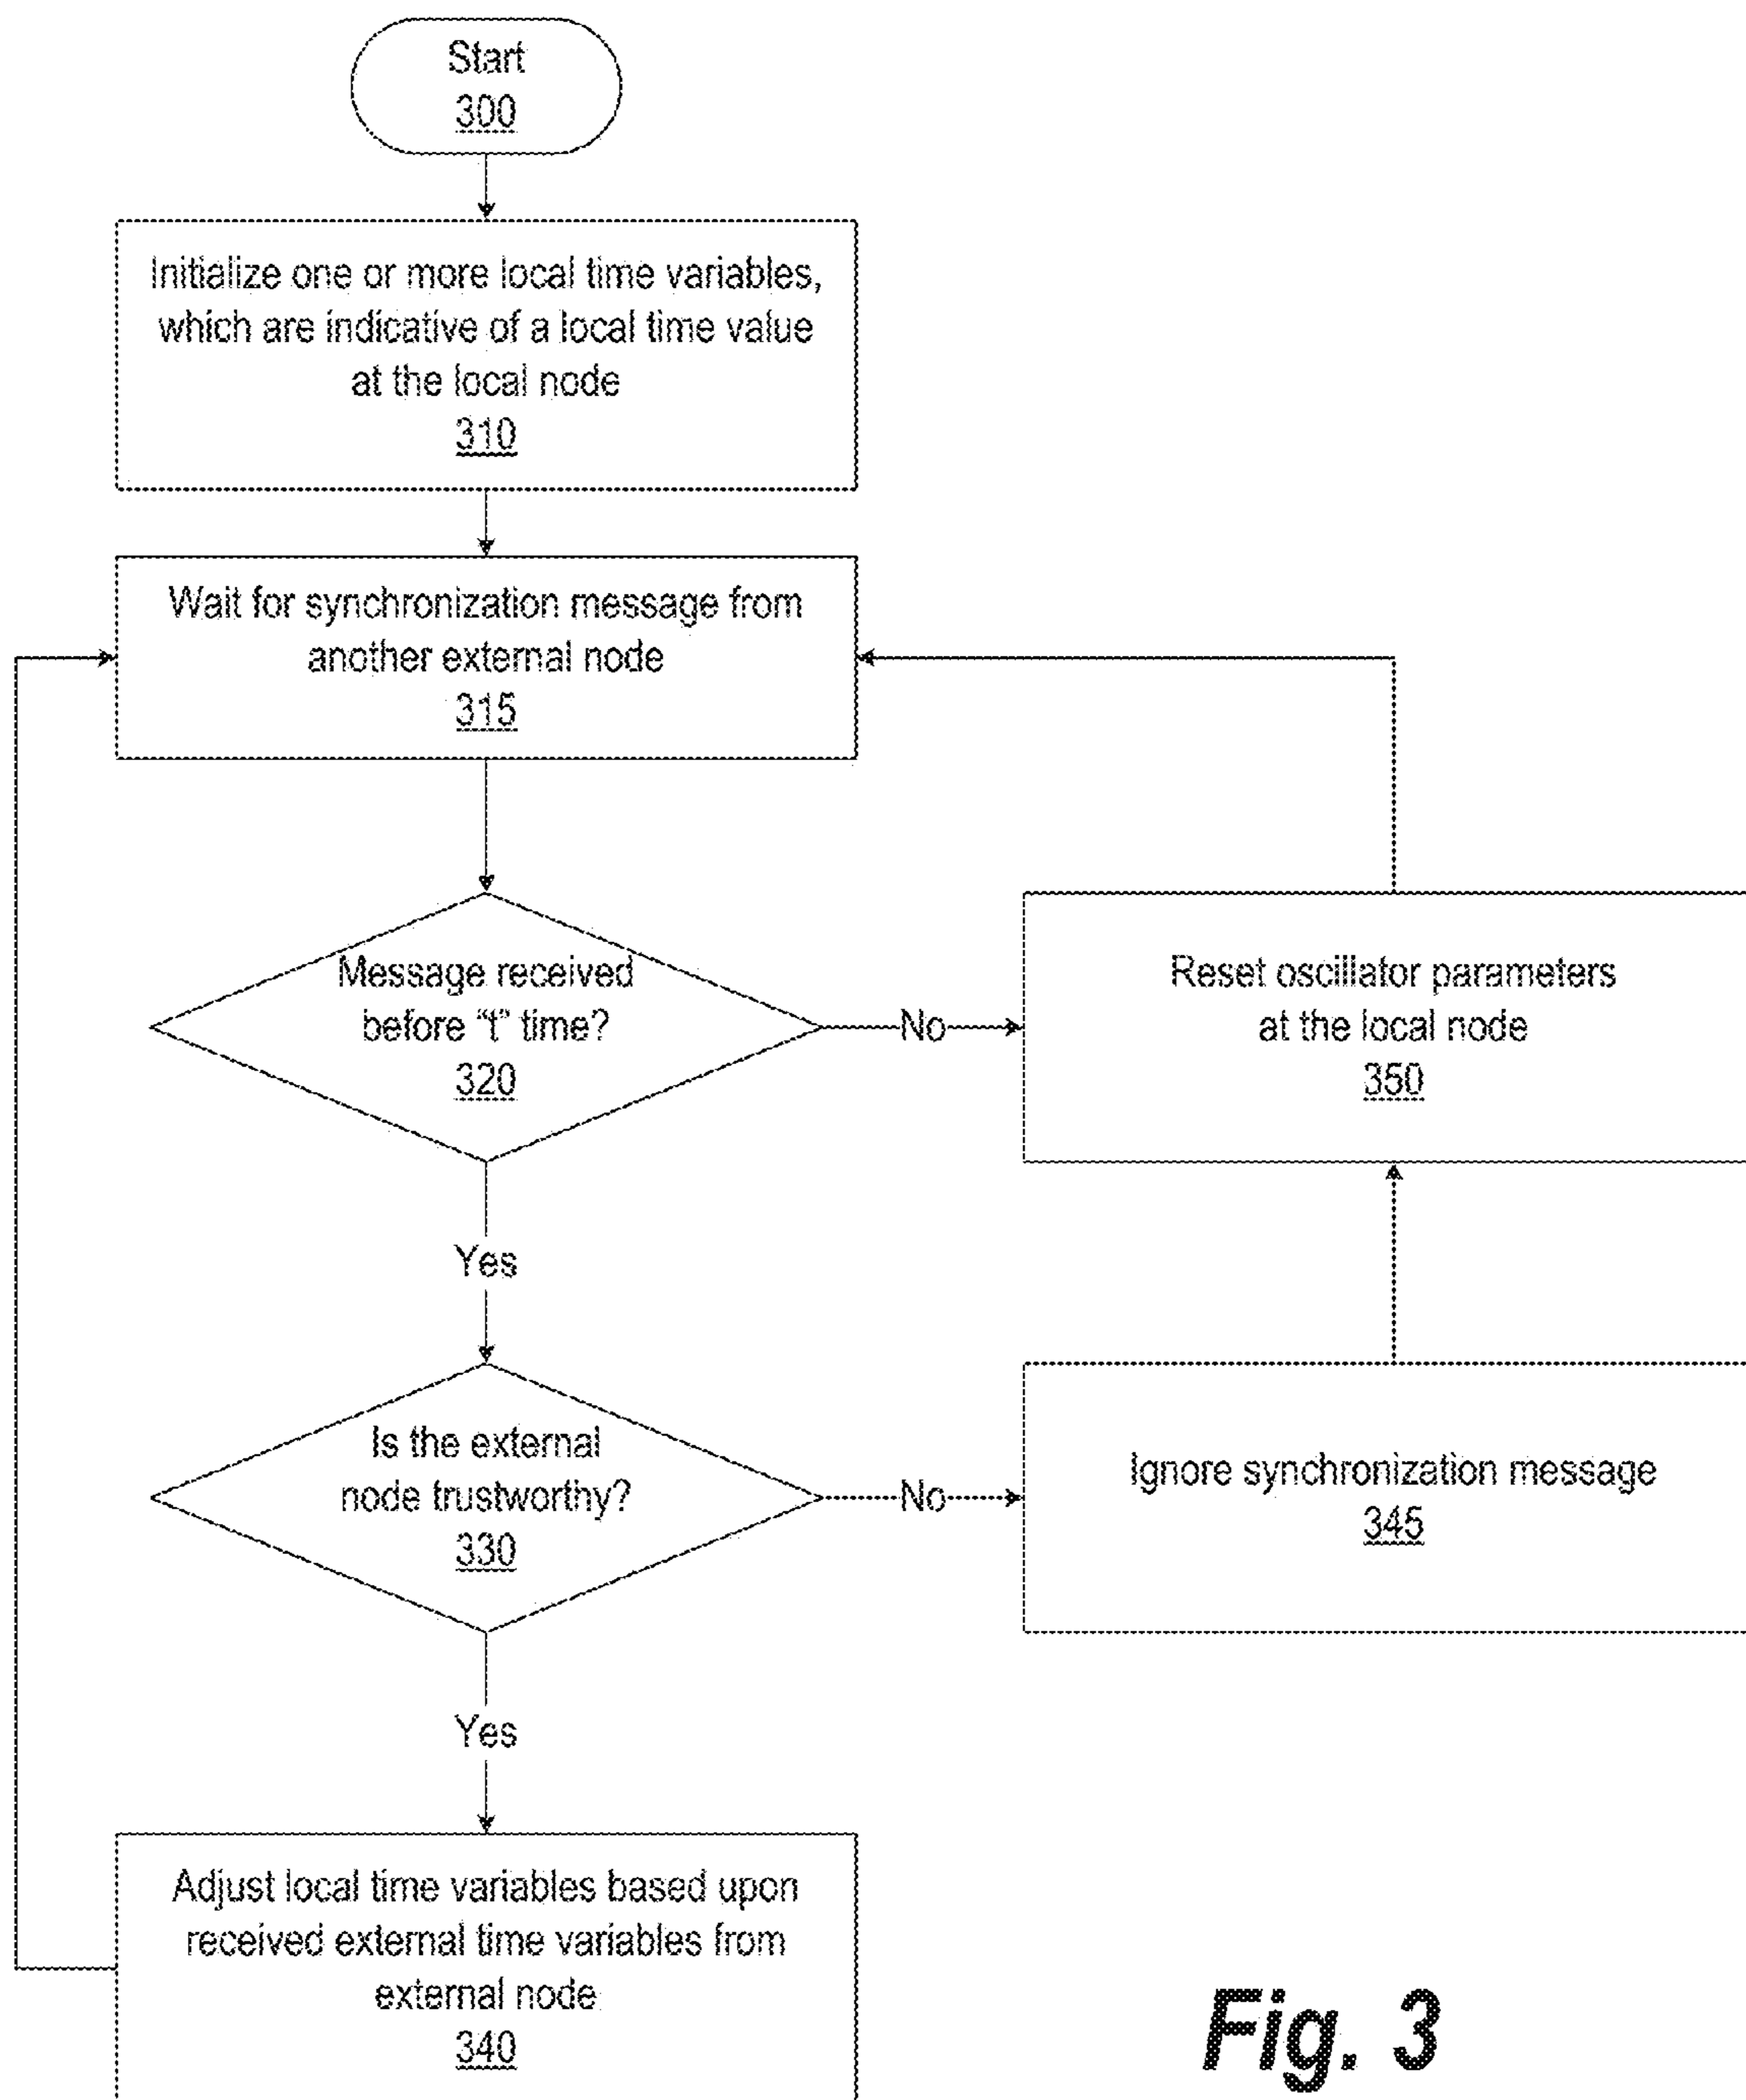 Start
300
Initialize one or more local time variables,
which are indicative of a local time value
at the local node
310
Wait for synchronization message from
another external node
315
Message received
before "t" time?
320
No
Reset oscillator parameters
at the local node
350
Yes
Is the external
node trustworthy?
330
No
Ignore synchronization message
345
Yes
Adjust local time variables based upon
received external time variables from
external node
340
Fig. 3